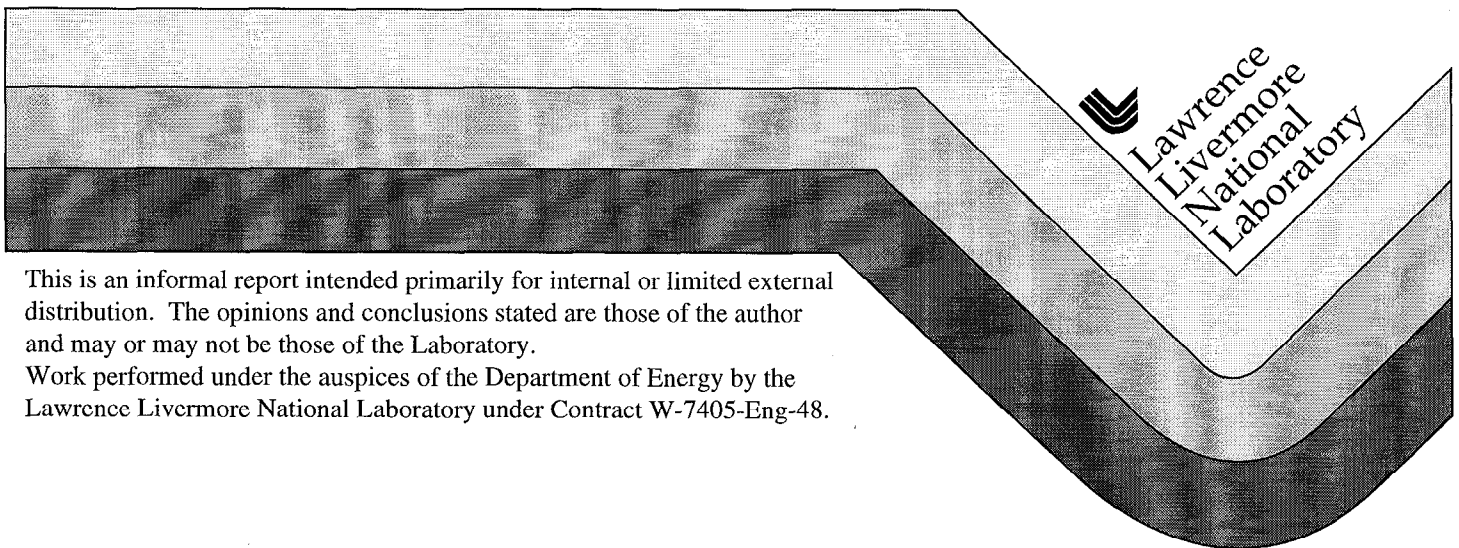 Lawrence
Livermore
National
Laboratory
This is an informal report intended primarily for internal or limited external
distribution.  The opinions and conclusions stated are those of the author
and may or may not be those of the Laboratory.
Work performed under the auspices of the Department of Energy by the
Lawrence Livermore National Laboratory under Contract W-7405-Eng-48.